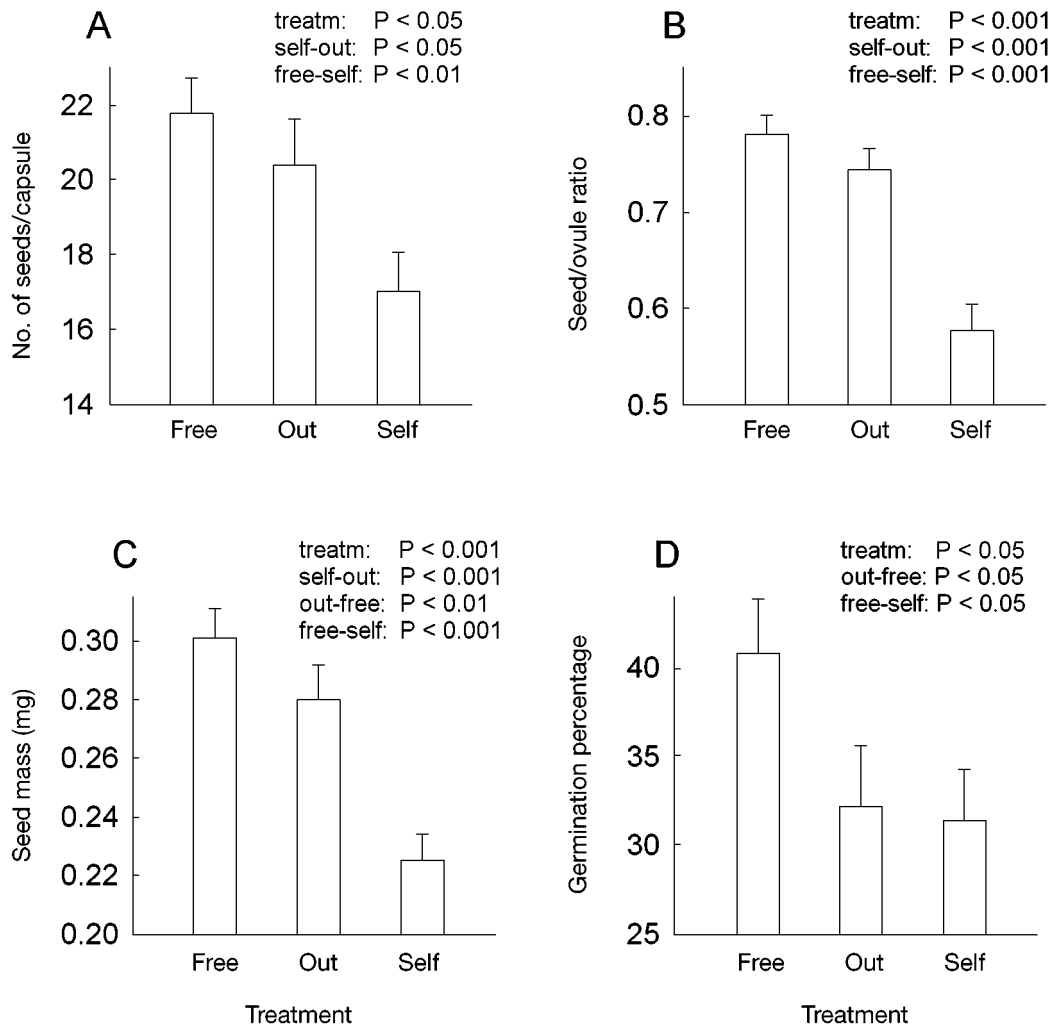 A
treatm: P < 0.05
self-out: P < 0.05
free-self: P < 0.01
No. of seeds/capsule
22
20
18
16
14
Free Out Self
B
treatm: P < 0.001
self-out: P < 0.001
free-self: P < 0.001
Seed/ovule ratio
0.8
0.7
0.6
0.5
Free Out Self
C
treatm: P < 0.001
self-out: P < 0.001
out-free: P < 0.01
free-self: P < 0.001
Seed mass (mg)
0.30
0.28
0.26
0.24
0.22
0.20
Free Out Self
Treatment
D
treatm: P < 0.05
out-free: P < 0.05
free-self: P < 0.05
Germination percentage
40
35
30
25
Free Out Self
Treatment